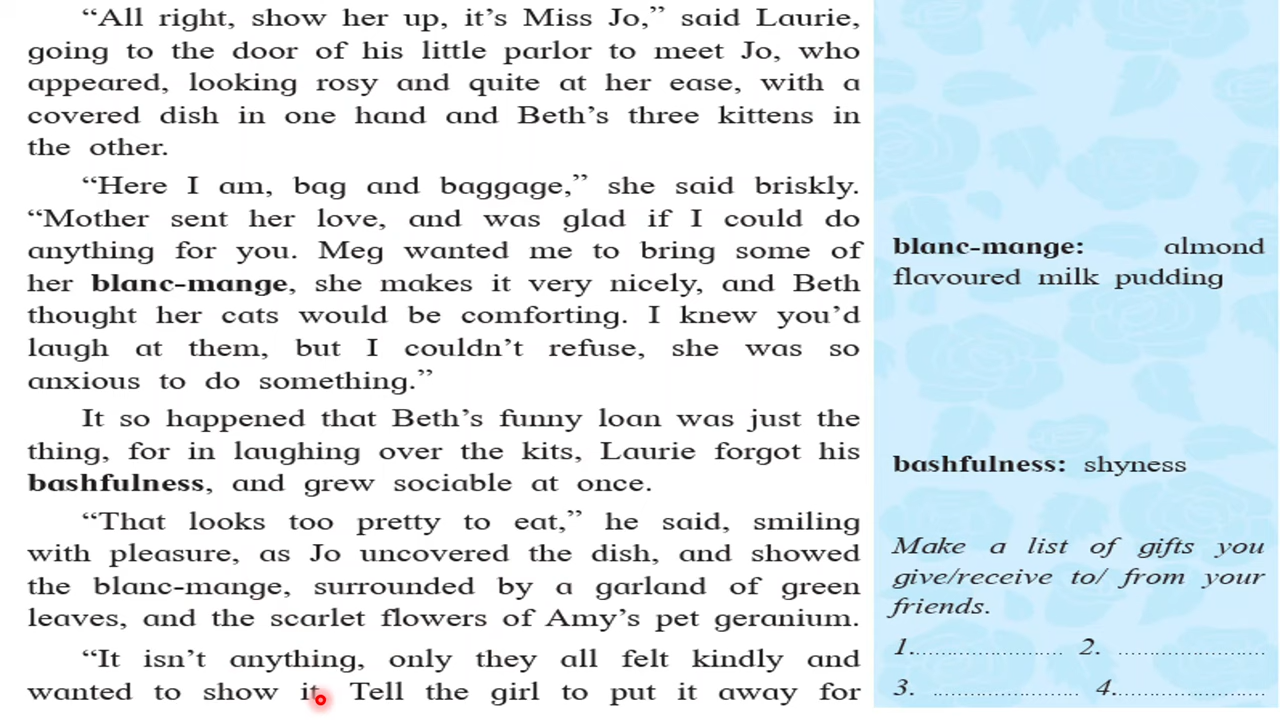 “All right, show her up, it’s Miss Jo,” said Laurie,
going to the door of his little parlor to meet Jo, who
appeared, looking rosy and quite at her ease, with a
covered dish in one hand and Beth’s three kittens in
the other.
“Here I am, bag and baggage,” she said briskly.
“Mother sent her love, and was glad if I could do
anything for you. Meg wanted me to bring some of
her blanc-mange, she makes it very nicely, and Beth
thought her cats would be comforting. I knew you’d
laugh at them, but I couldn’t refuse, she was so
anxious to do something.”
It so happened that Beth’s funny loan was just the
thing, for in laughing over the kits, Laurie forgot his
bashfulness, and grew sociable at once.
“That looks too pretty to eat,” he said, smiling
with pleasure, as Jo uncovered the dish, and showed
the blanc-mange, surrounded by a garland of green
leaves, and the scarlet flowers of Amy’s pet geranium.
“It isn’t anything, only they all felt kindly and
wanted to show it. Tell the girl to put it away for
blanc-mange: almond
flavoured milk pudding
bashfulness: shyness
Make a list of gifts you
give/receive to/ from your
friends.
1........................ 2. ........................
3. ........................ 4........................